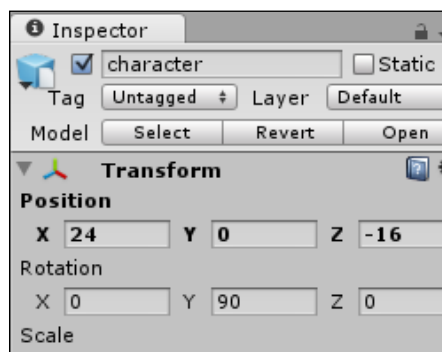 Inspector
character Static
Tag Untagged Layer Default
Model Select Revert Open
Transform
Position
X 24 Y 0 Z -16
Rotation
X 0 Y 90 Z 0
Scale